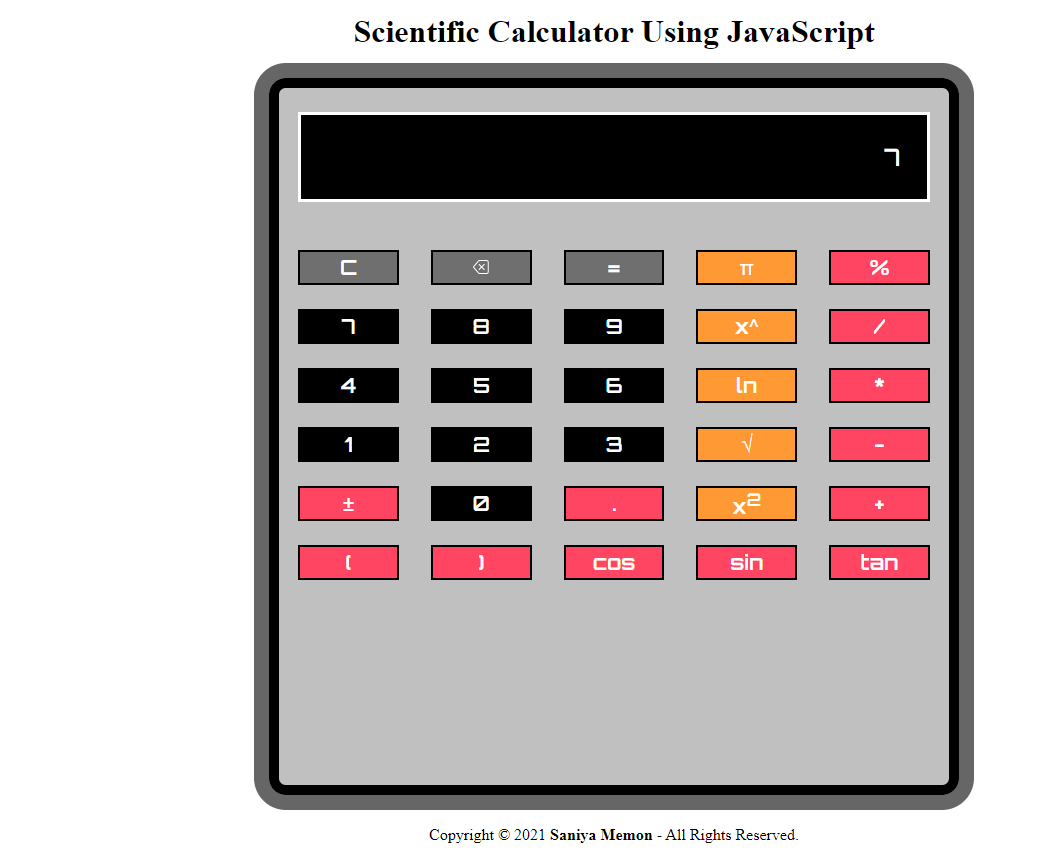 Scientific Calculator Using JavaScript
7
C ⌫ = π %
7 8 9 x^ /
4 5 6 ln *
1 2 3 √ -
± 0 . x² +
( ) cos sin tan
Copyright © 2021 Saniya Memon - All Rights Reserved.